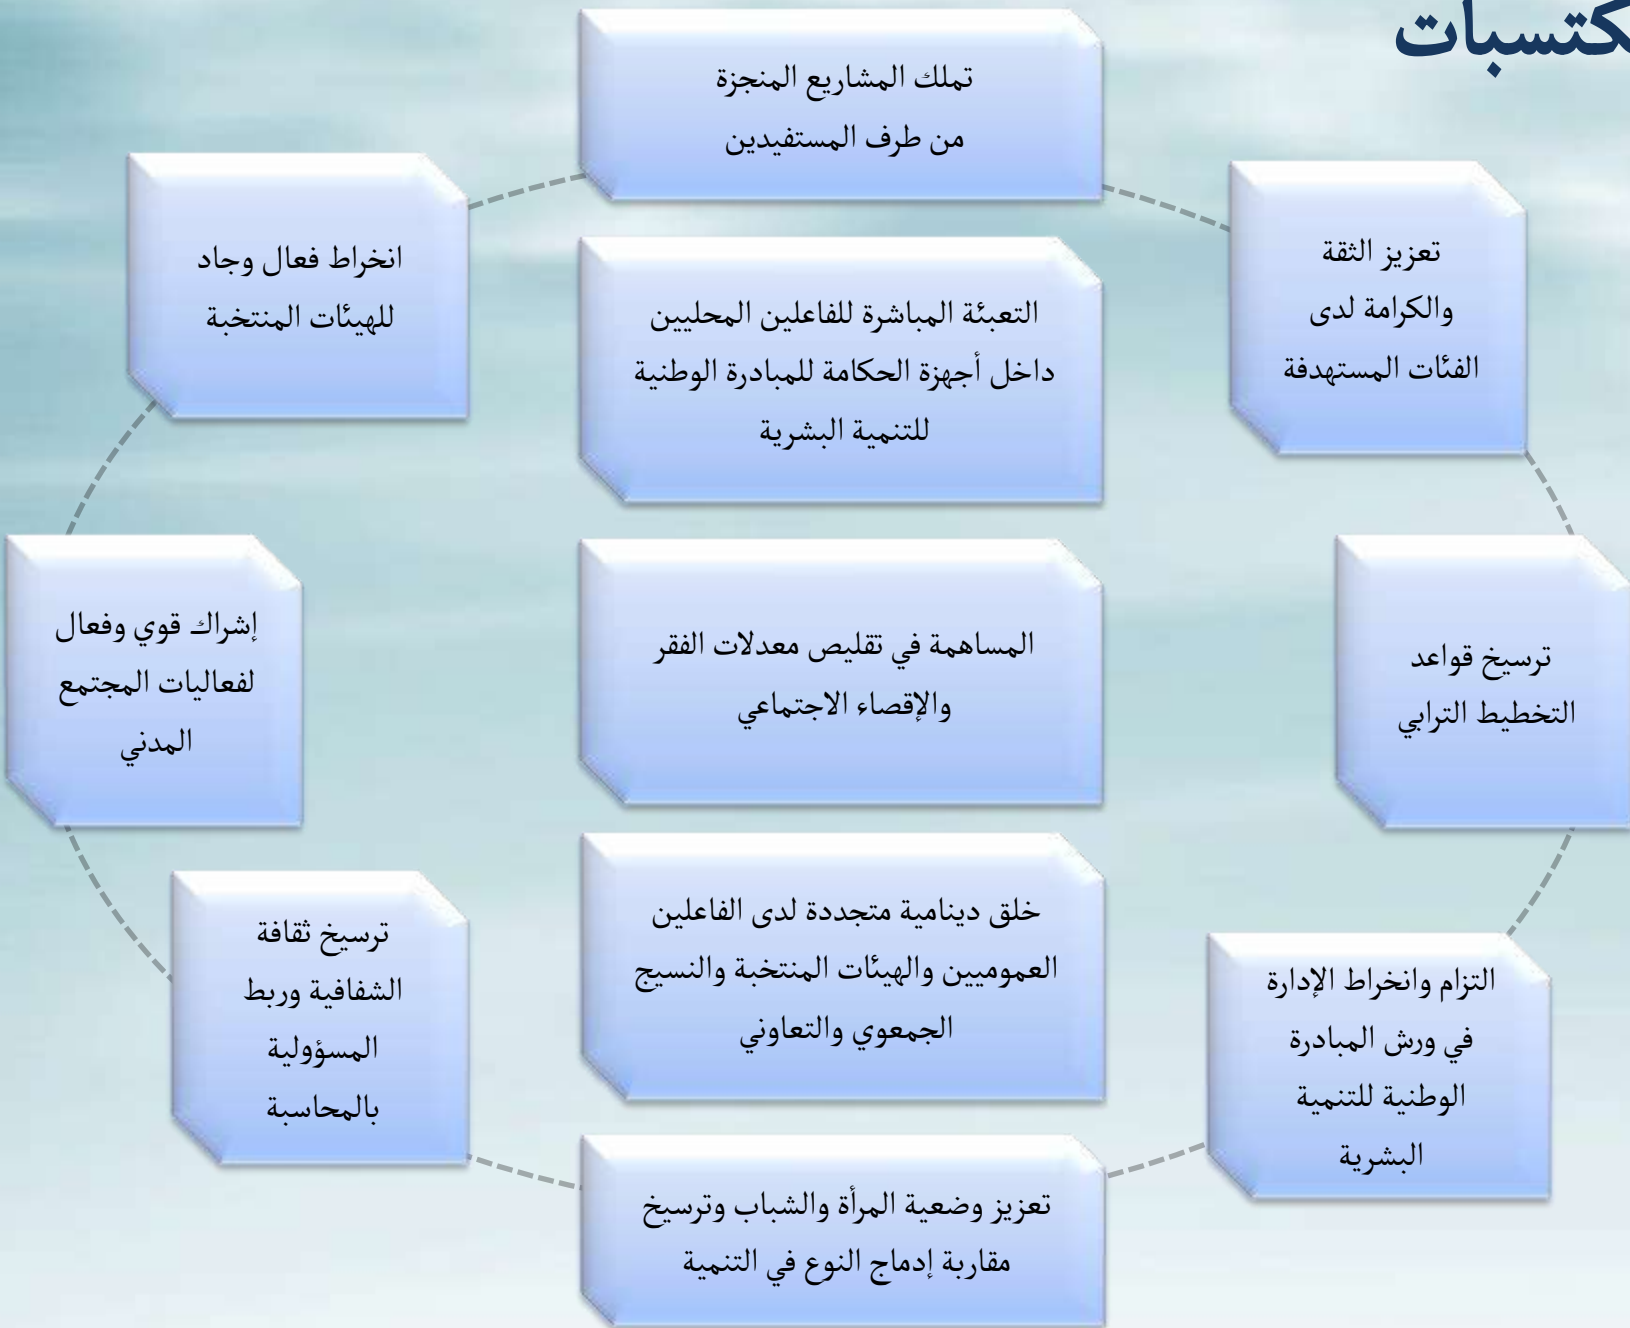 كتسبات
تملك المشاريع المنجزة
من طرف المستفيدين
تعزيز الثقة
والكرامة لدى
الفئات المستهدفة
انخراط فعال وجاد
للهيئات المنتخبة
التعبئة المباشرة للفاعلين المحليين
داخل أجهزة الحكامة للمبادرة الوطنية
للتنمية البشرية
ترسيخ قواعد
التخطيط الترابي
المساهمة في تقليص معدلات الفقر
والإقصاء الاجتماعي
إشراك قوي وفعال
لفعاليات المجتمع
المدني
التزام وانخراط الإدارة
في ورش المبادرة
الوطنية للتنمية
البشرية
خلق دينامية متجددة لدى الفاعلين
العموميين والهيئات المنتخبة والنسيج
الجمعوي والتعاوني
ترسيخ ثقافة
الشفافية وربط
المسؤولية
بالمحاسبة
تعزيز وضعية المرأة والشباب وترسيخ
مقاربة إدماج النوع في التنمية